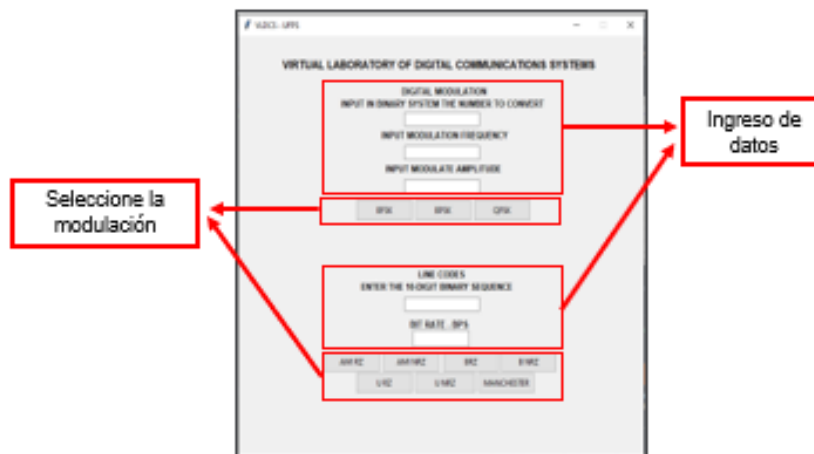 VLDCS - UPPS
VIRTUAL LABORATORY OF DIGITAL COMMUNICATIONS SYSTEMS
DIGITAL MODULATION
INPUT IN BINARY SYSTEM THE NUMBER TO CONVERT
INPUT MODULATION FREQUENCY
INPUT MODULATE AMPLITUDE
QPSK
LINE CODES
ENTER THE 16-DIGIT BINARY SEQUENCE
BIT RATE - BPS
AMI RZ AMI NRZ BRZ B NRZ
U RZ U NRZ MANCHESTER
Ingreso de
datos
Seleccione la
modulación